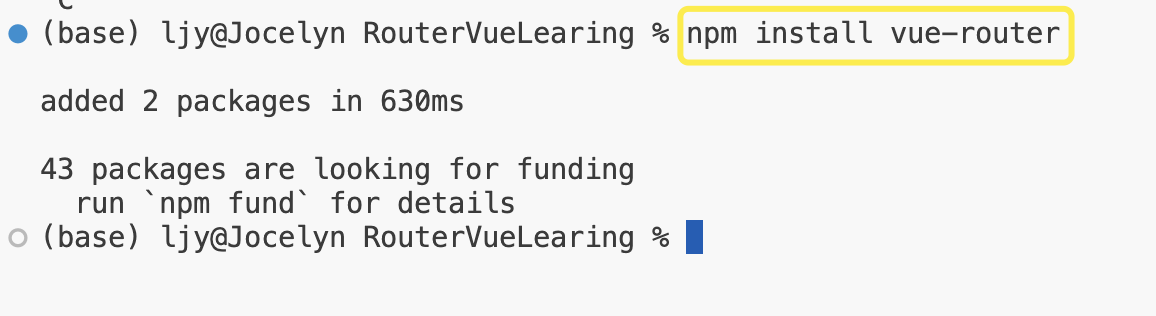 (base) ljy@Jocelyn RouterVueLearing % npm install vue-router
added 2 packages in 630ms
43 packages are looking for funding
run `npm fund` for details
(base) ljy@Jocelyn RouterVueLearing %